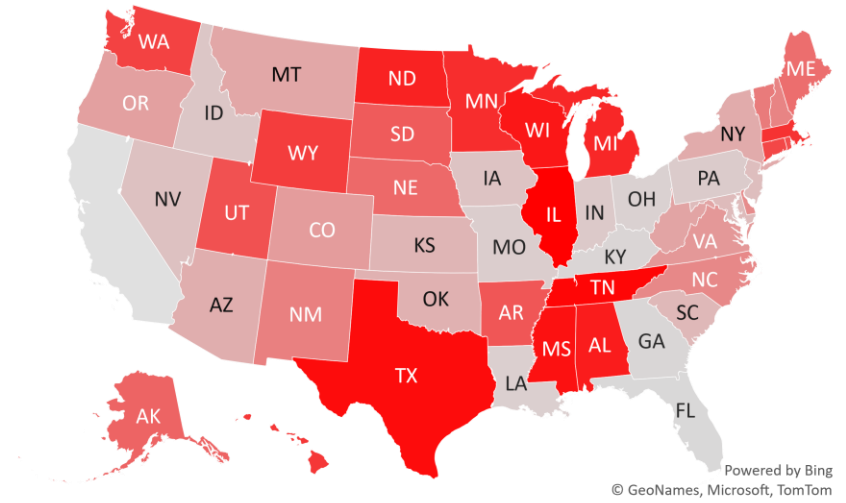 WA
MT
ND
MN
ME
OR
ID
SD
WI
MI
NY
WY
NE
IA
PA
NV
UT
CO
IL
IN
OH
KS
MO
KY
VA
AZ
NM
OK
AR
TN
NC
SC
MS
AL
GA
TX
LA
FL
AK
Powered by Bing
© GeoNames, Microsoft, TomTom